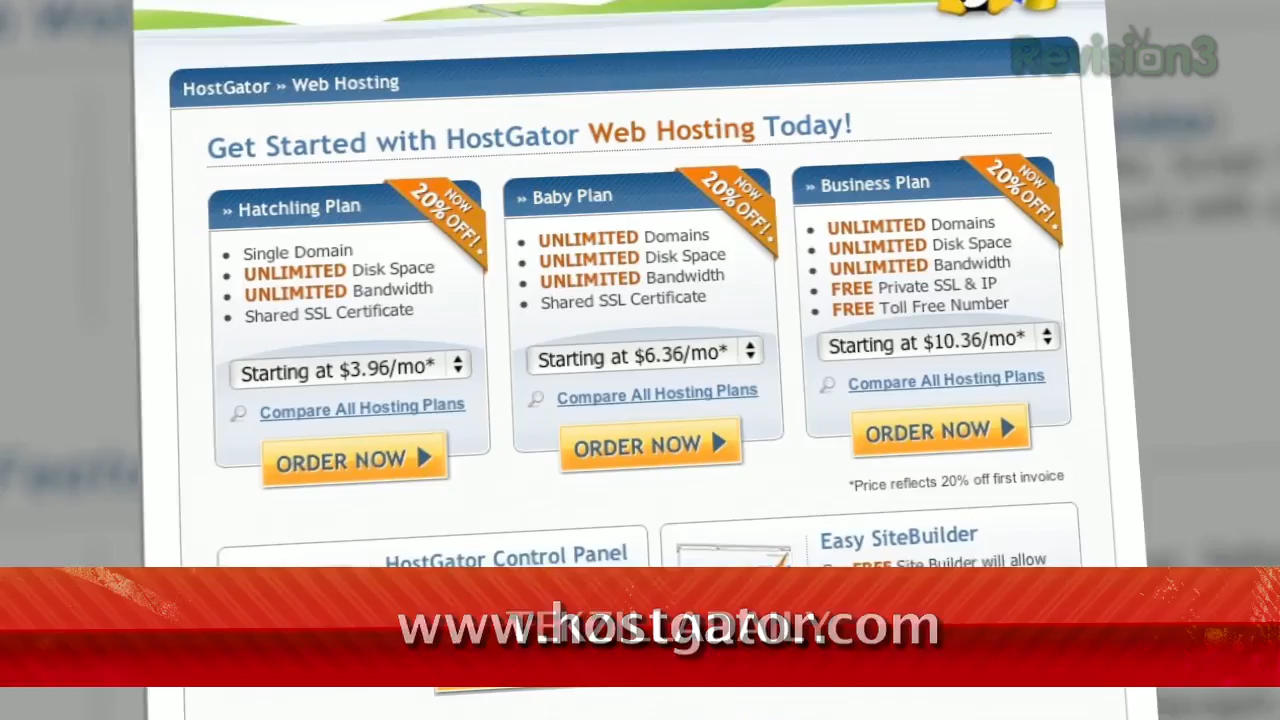 Revision3
HostGator » Web Hosting
Get Started with HostGator Web Hosting Today!
» Hatchling Plan
NOW
20% OFF!
Single Domain
UNLIMITED Disk Space
UNLIMITED Bandwidth
Shared SSL Certificate
Starting at $3.96/mo*
Compare All Hosting Plans
ORDER NOW
» Baby Plan
NOW
20% OFF!
UNLIMITED Domains
UNLIMITED Disk Space
UNLIMITED Bandwidth
Shared SSL Certificate
Starting at $6.36/mo*
Compare All Hosting Plans
ORDER NOW
» Business Plan
NOW
20% OFF!
UNLIMITED Domains
UNLIMITED Disk Space
UNLIMITED Bandwidth
FREE Private SSL & IP
FREE Toll Free Number
Starting at $10.36/mo*
Compare All Hosting Plans
ORDER NOW
*Price reflects 20% off first invoice
HostGator Control Panel
Easy SiteBuilder
FREE Site Builder will allow
www.hostgator.com